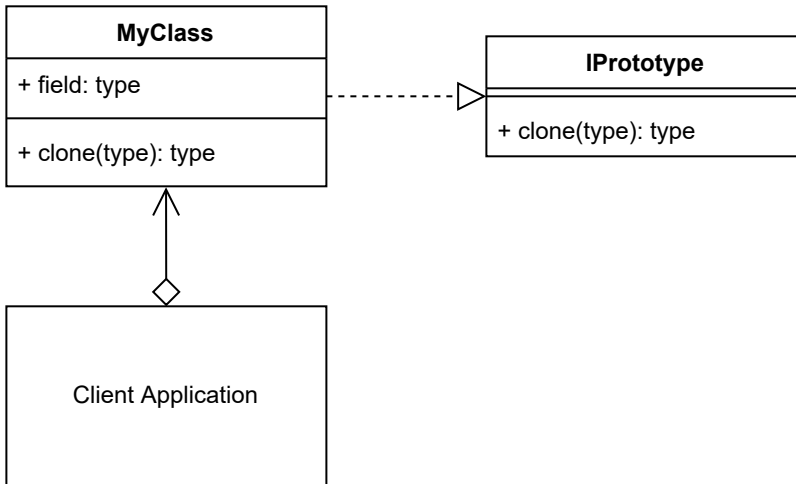 MyClass
+ field: type
+ clone(type): type
IPrototype
+ clone(type): type
Client Application